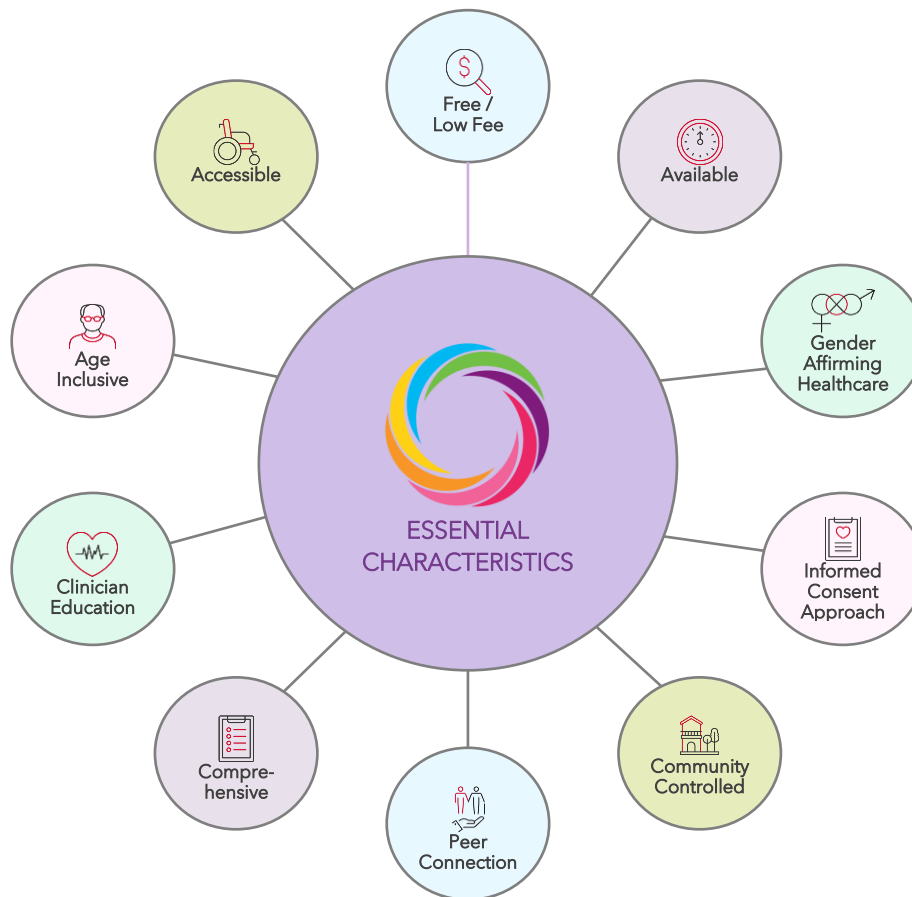 Free /
Low Fee
Available
Gender
Affirming
Healthcare
Informed
Consent
Approach
Community
Controlled
Peer
Connection
Compre-
hensive
Clinician
Education
Age
Inclusive
Accessible
ESSENTIAL
CHARACTERISTICS
$